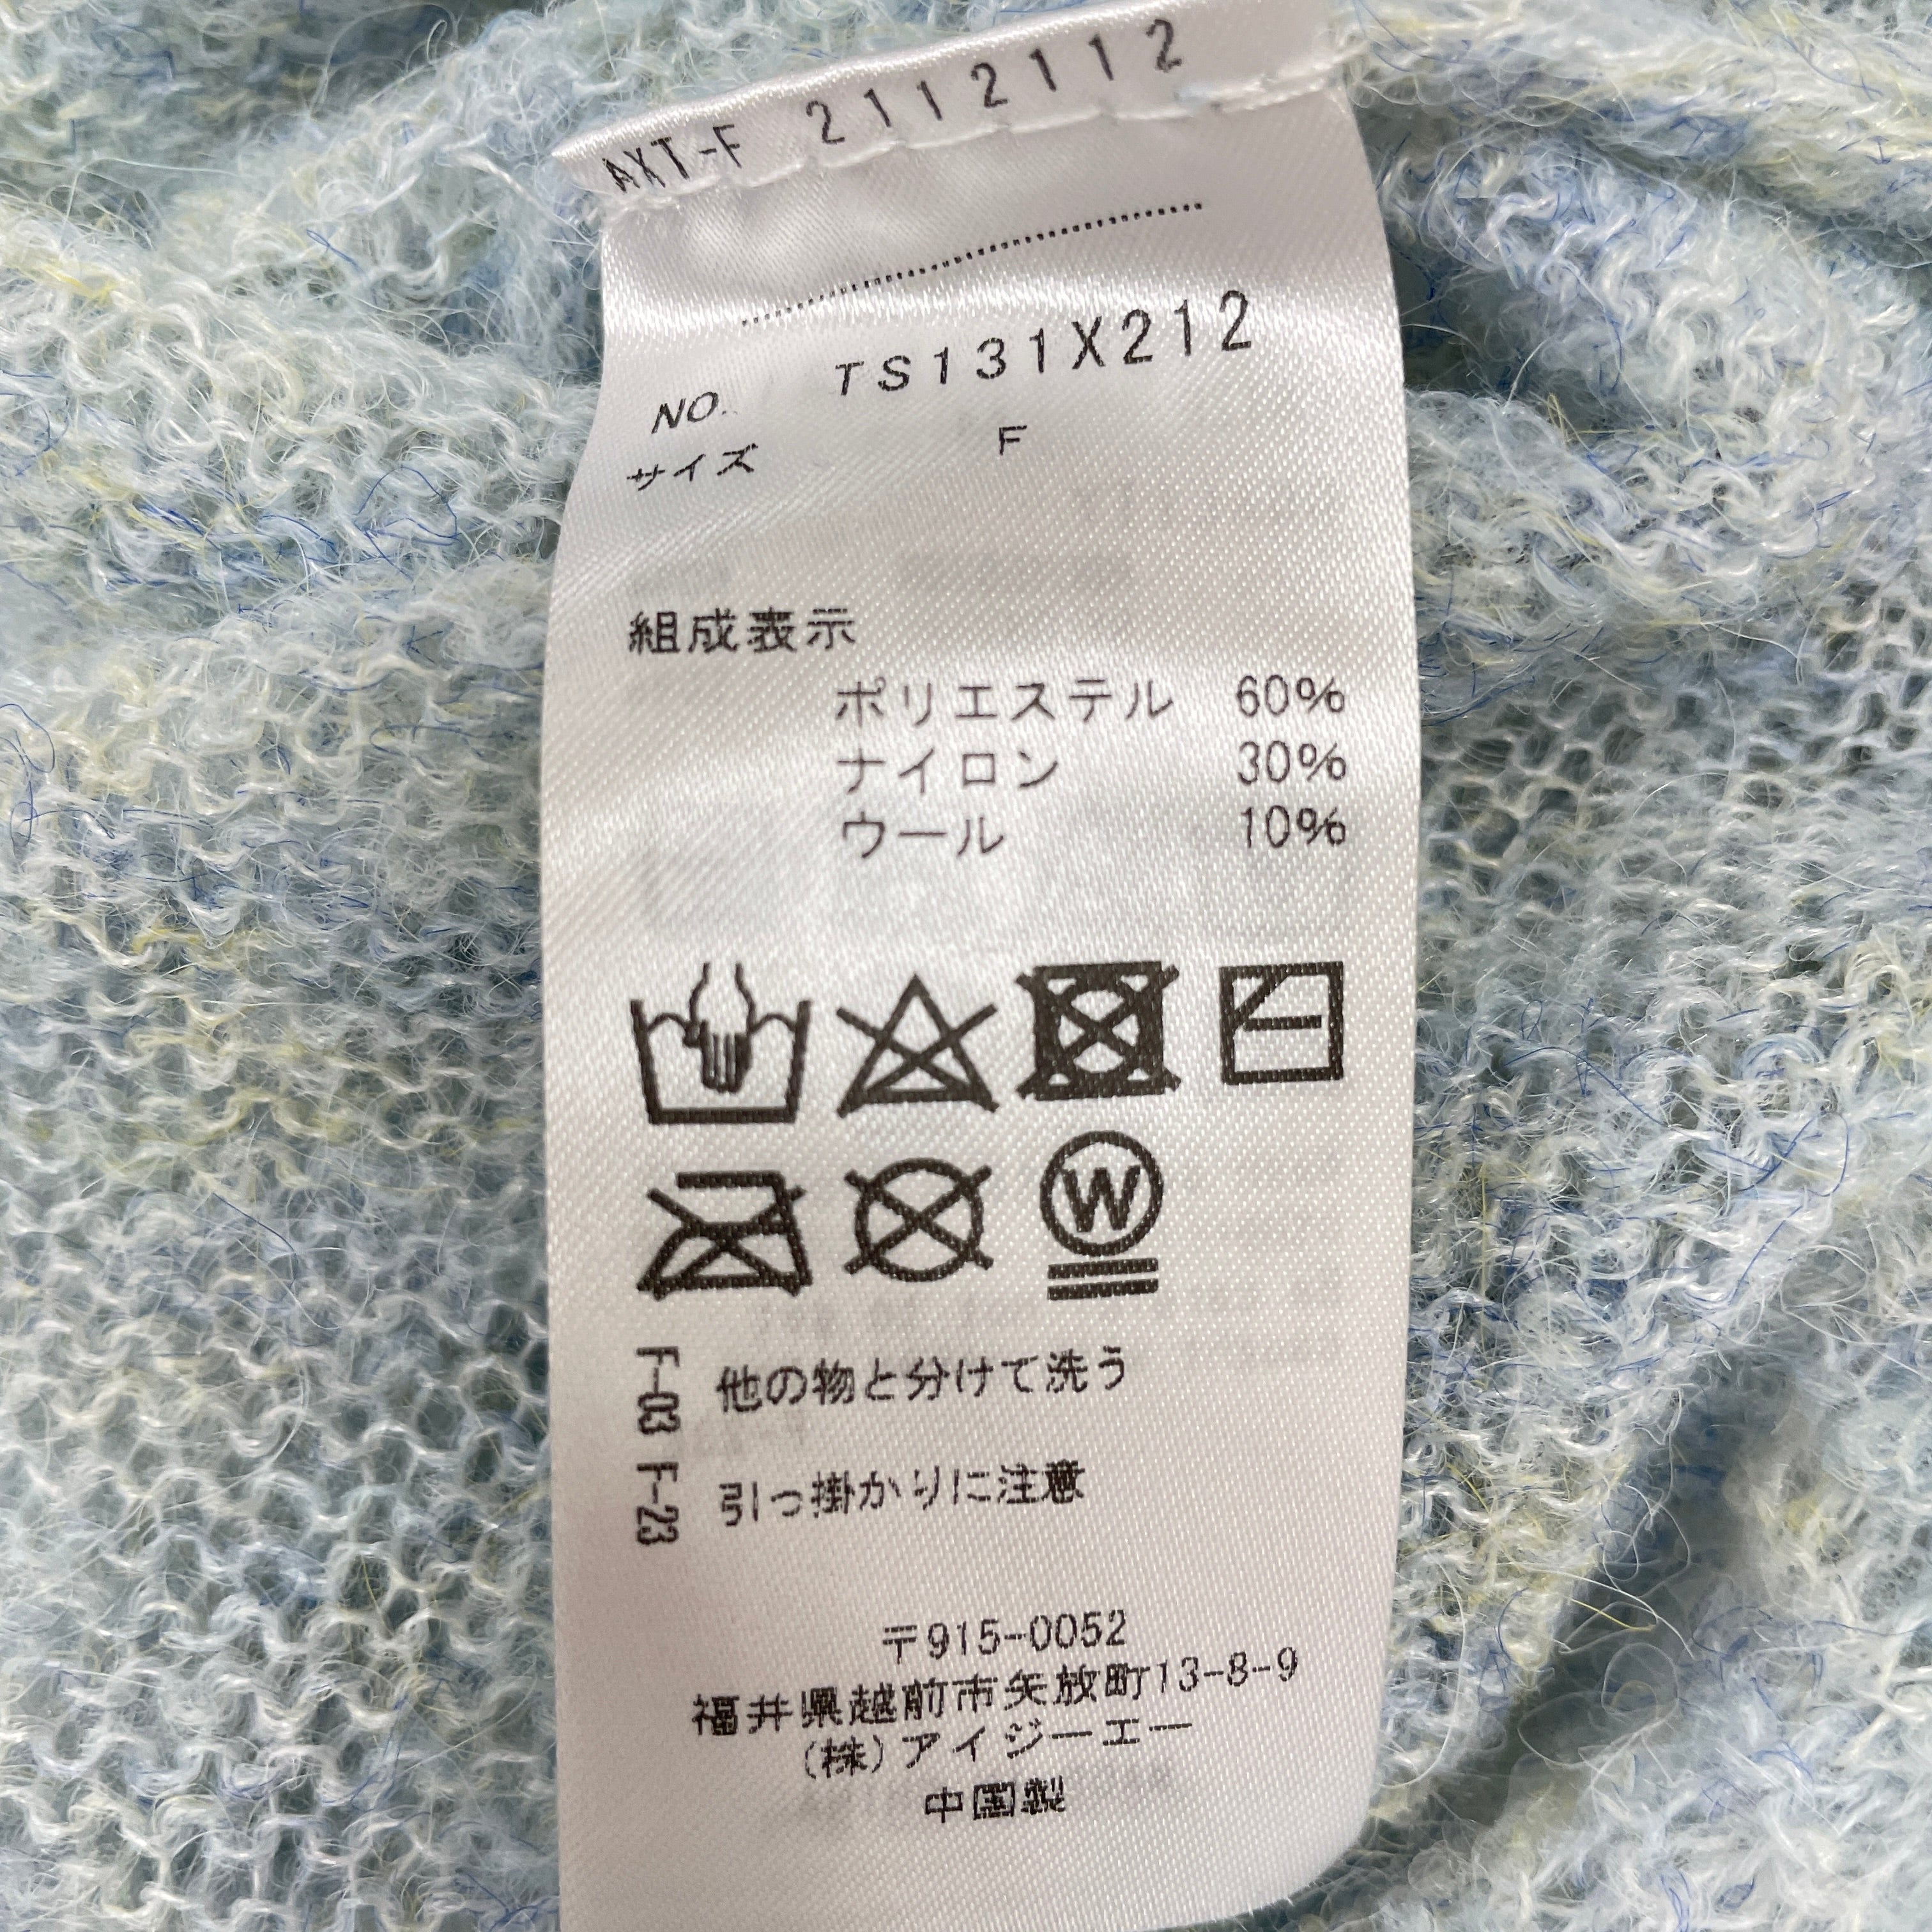 AXT-F 2112112
NO. TS131X212
サイズ F
組成表示
ポリエステル 60%
ナイロン 30%
ウール 10%
W
F-03 他の物と分けて洗う
F-23 引っ掛かりに注意
〒915-0052
福井県越前市矢放町13-8-9
(株)アイジーエー
中国製